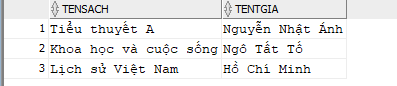 TENSACH TENTGIA
1 Tiểu thuyết A Nguyễn Nhật Ánh
2 Khoa học và cuộc sống Ngô Tất Tố
3 Lịch sử Việt Nam Hồ Chí Minh